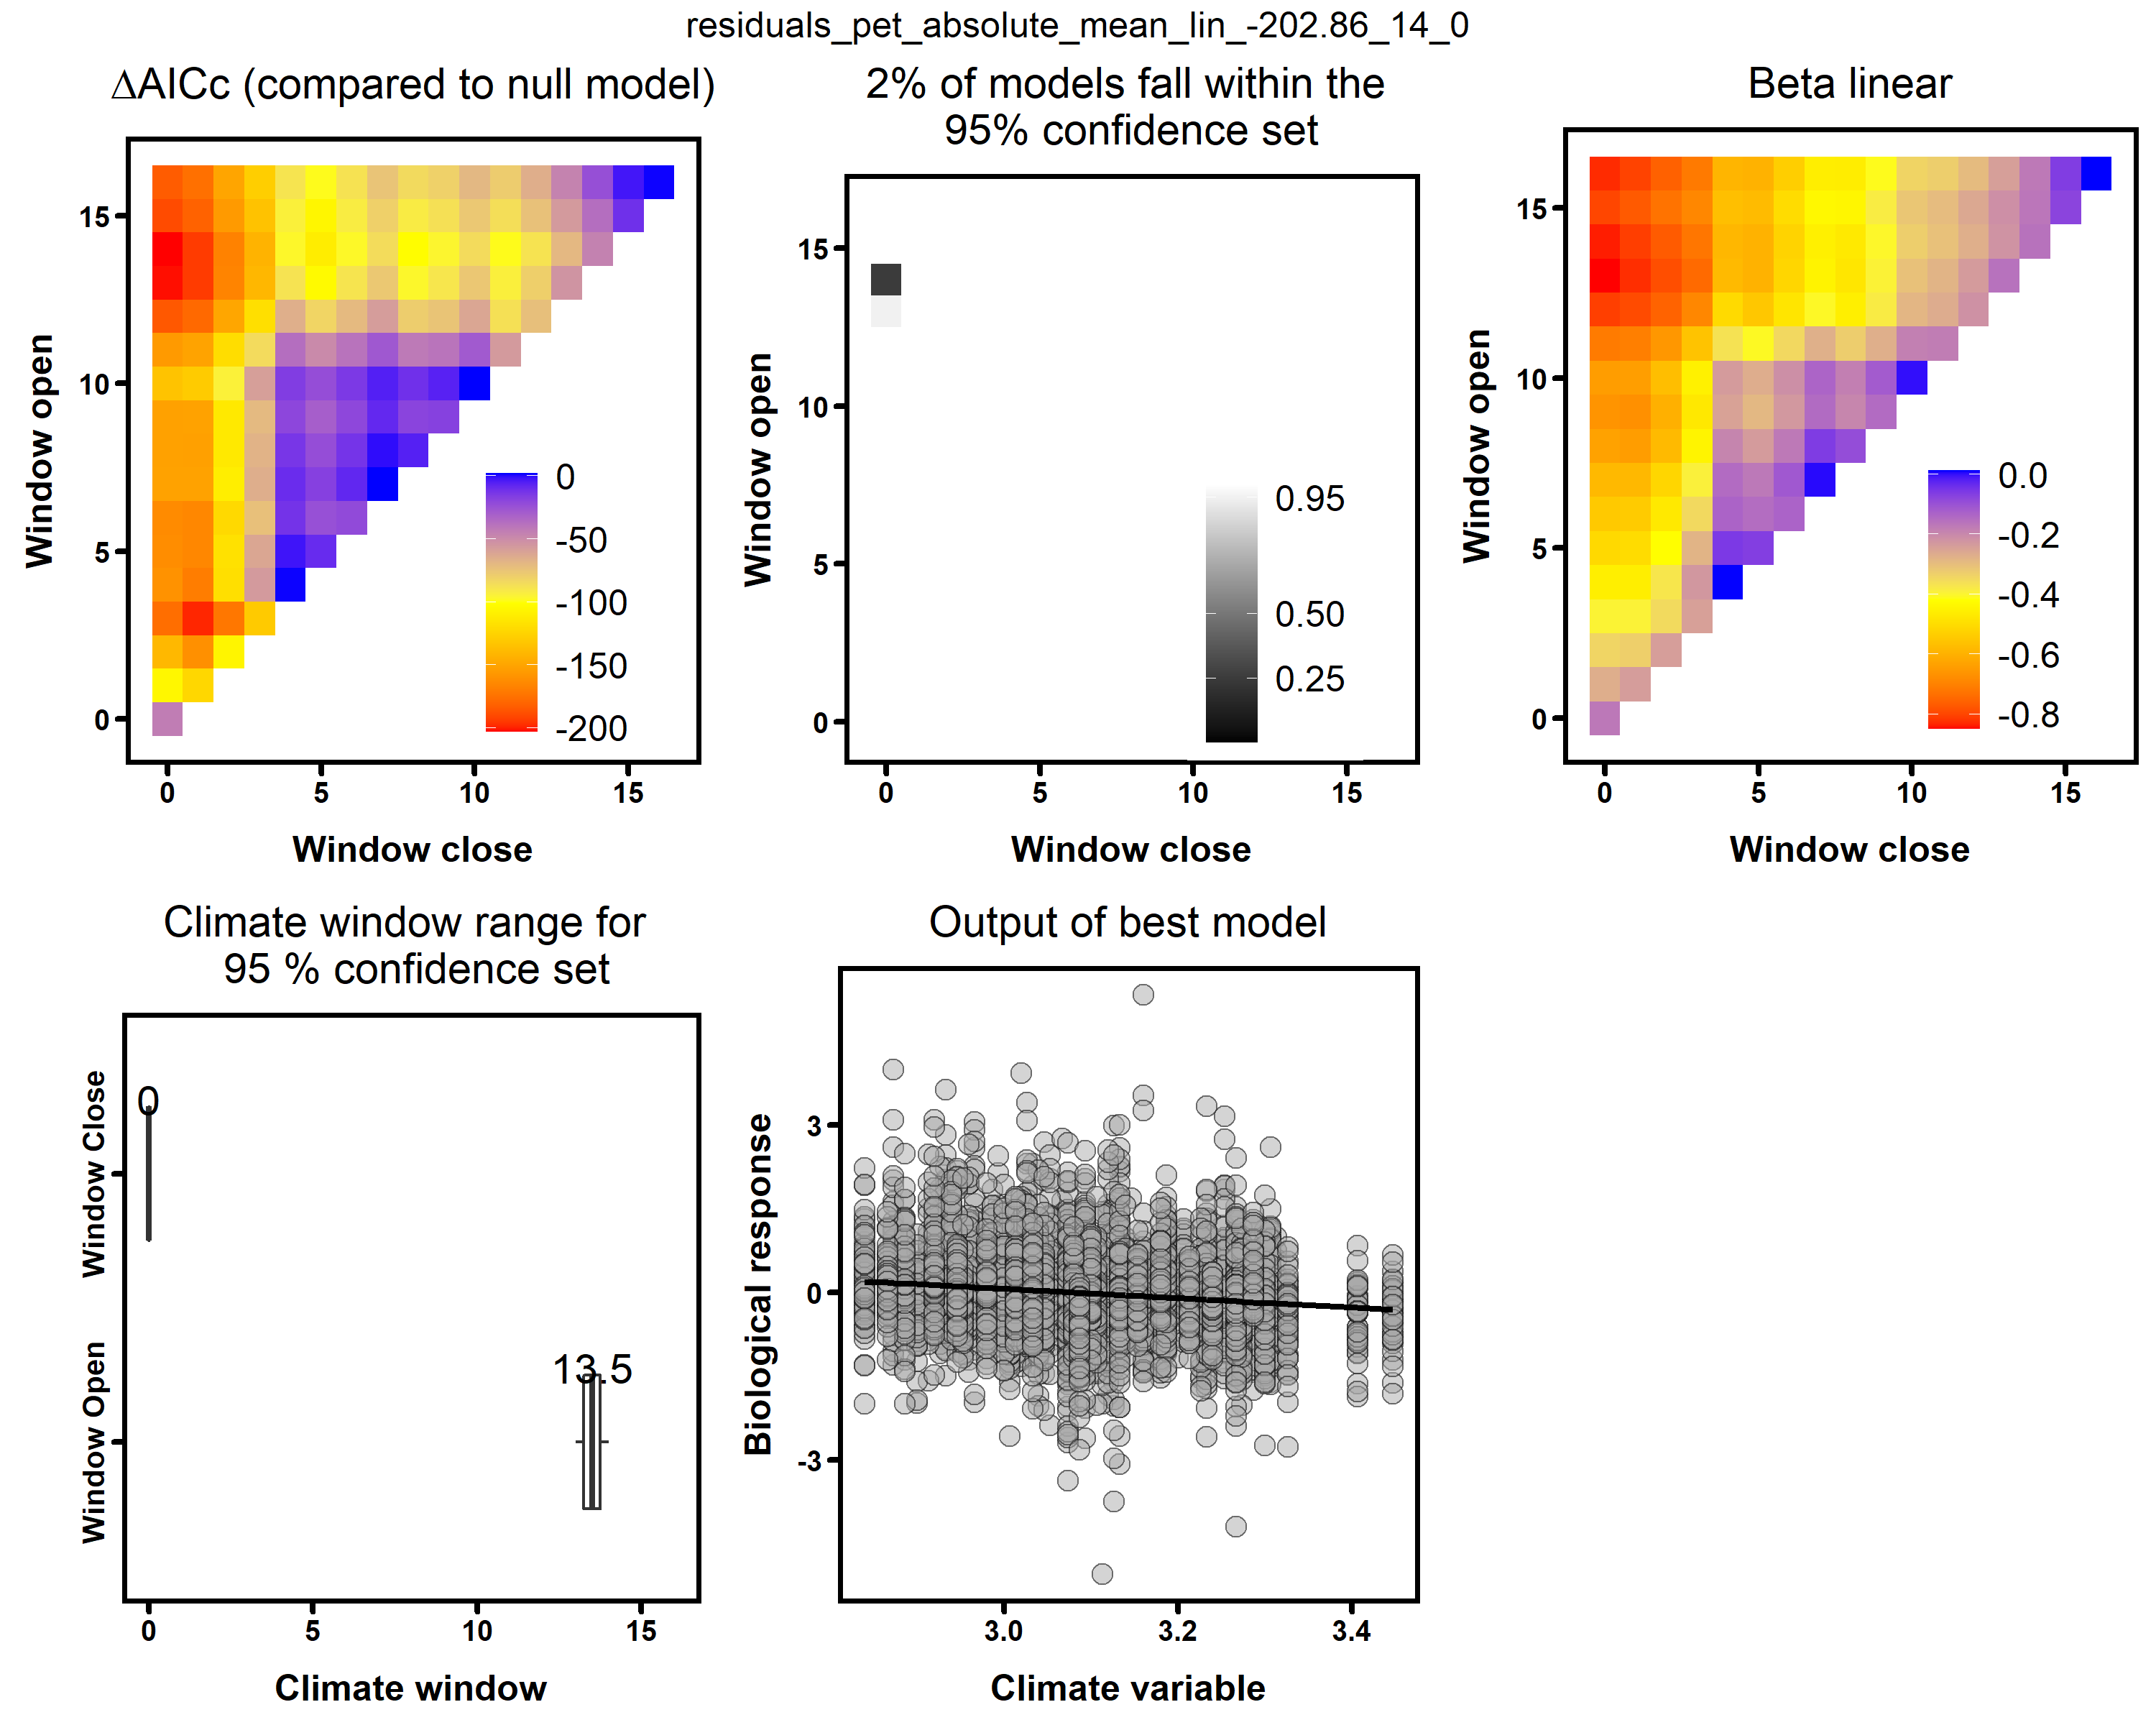 residuals_pet_absolute_mean_lin_-202.86_14_0
ΔAICc (compared to null model)
Window open
15
10
5
0
0
-50
-100
-150
-200
0 5 10 15
Window close
2% of models fall within the
95% confidence set
Window open
15
10
5
0
0.95
0.50
0.25
0 5 10 15
Window close
Beta linear
Window open
15
10
5
0
0.0
-0.2
-0.4
-0.6
-0.8
0 5 10 15
Window close
Climate window range for
95 % confidence set
Window Close
Window Open
0
13.5
0 5 10 15
Climate window
Output of best model
Biological response
3
0
-3
3.0 3.2 3.4
Climate variable